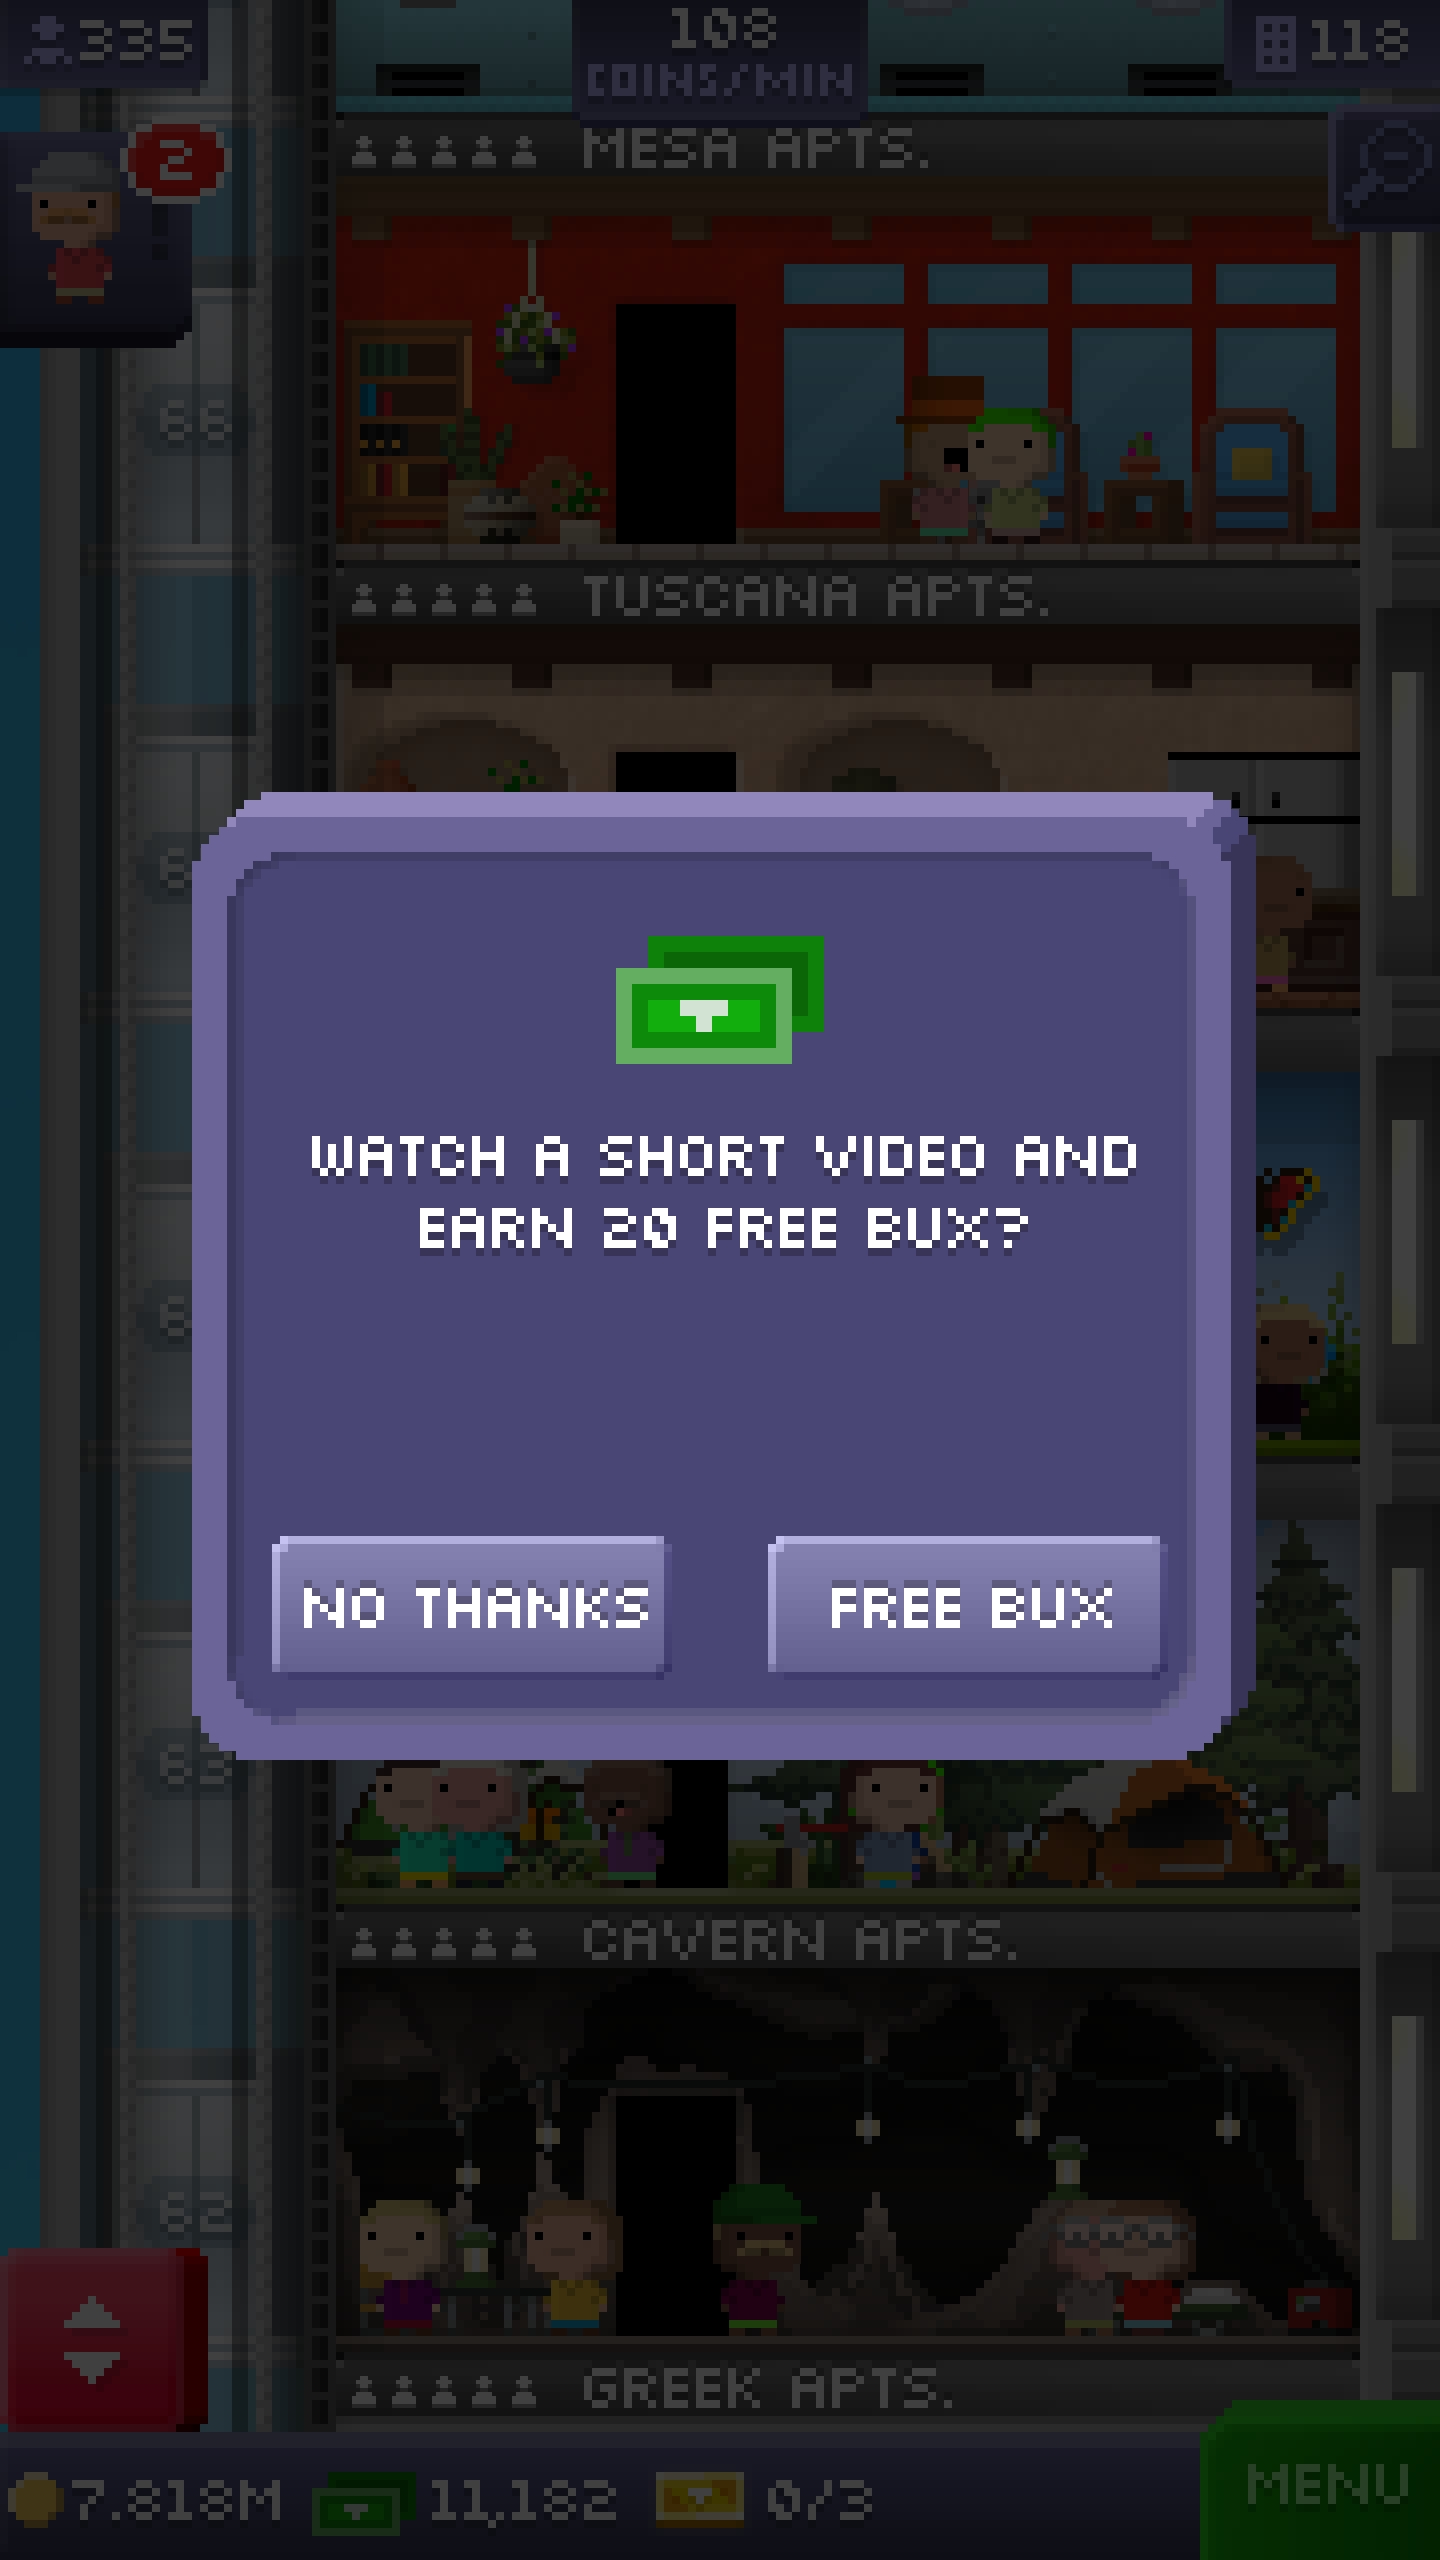 335
108
COINS/MIN
118
2
MESA APTS.
66
TUSCANA APTS.
WATCH A SHORT VIDEO AND
EARN 20 FREE BUX?
NO THANKS
FREE BUX
63
CAVERN APTS.
62
GREEK APTS.
7.818M
11,182
0/3
MENU